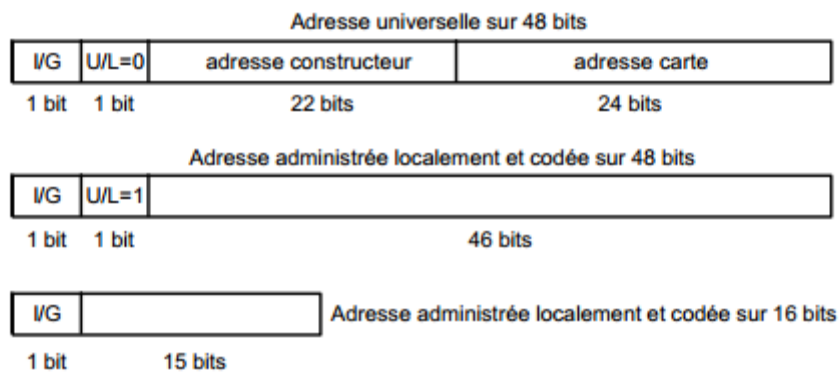 Adresse universelle sur 48 bits
I/G U/L=0 adresse constructeur adresse carte
1 bit 1 bit 22 bits 24 bits
Adresse administrée localement et codée sur 48 bits
I/G U/L=1
1 bit 1 bit 46 bits
I/G Adresse administrée localement et codée sur 16 bits
1 bit 15 bits